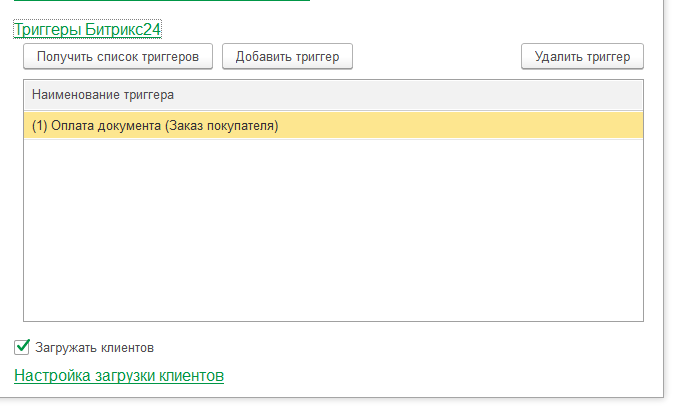 Триггеры Битрикс24
Получить список триггеров Добавить триггер Удалить триггер
Наименование триггера
(1) Оплата документа (Заказ покупателя)
Загружать клиентов
Настройка загрузки клиентов